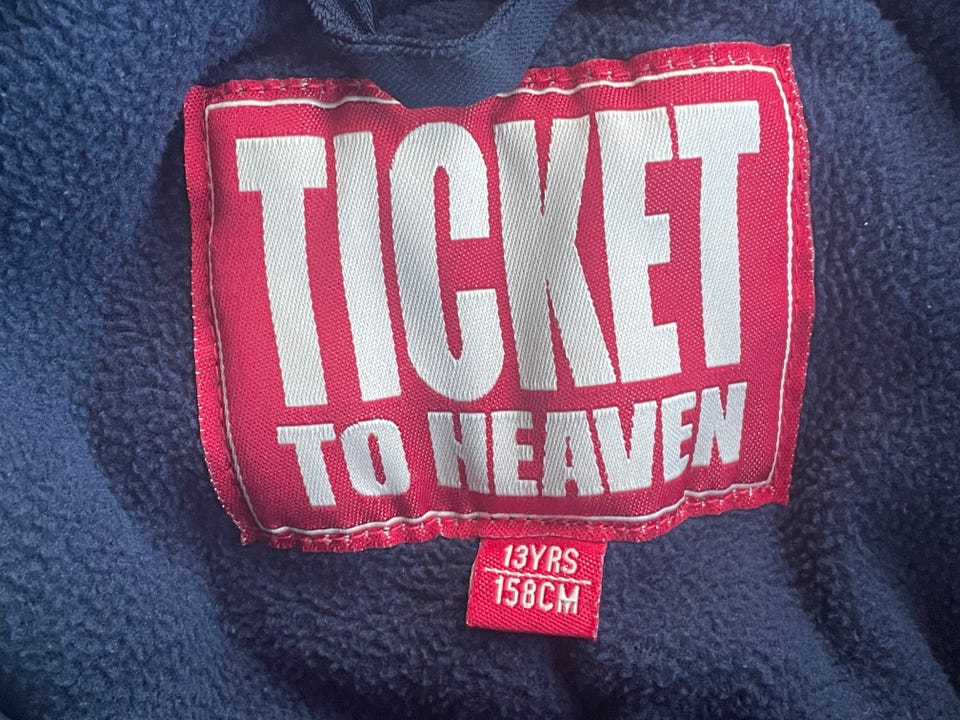 TICKET
TO HEAVEN
13YRS
158CM